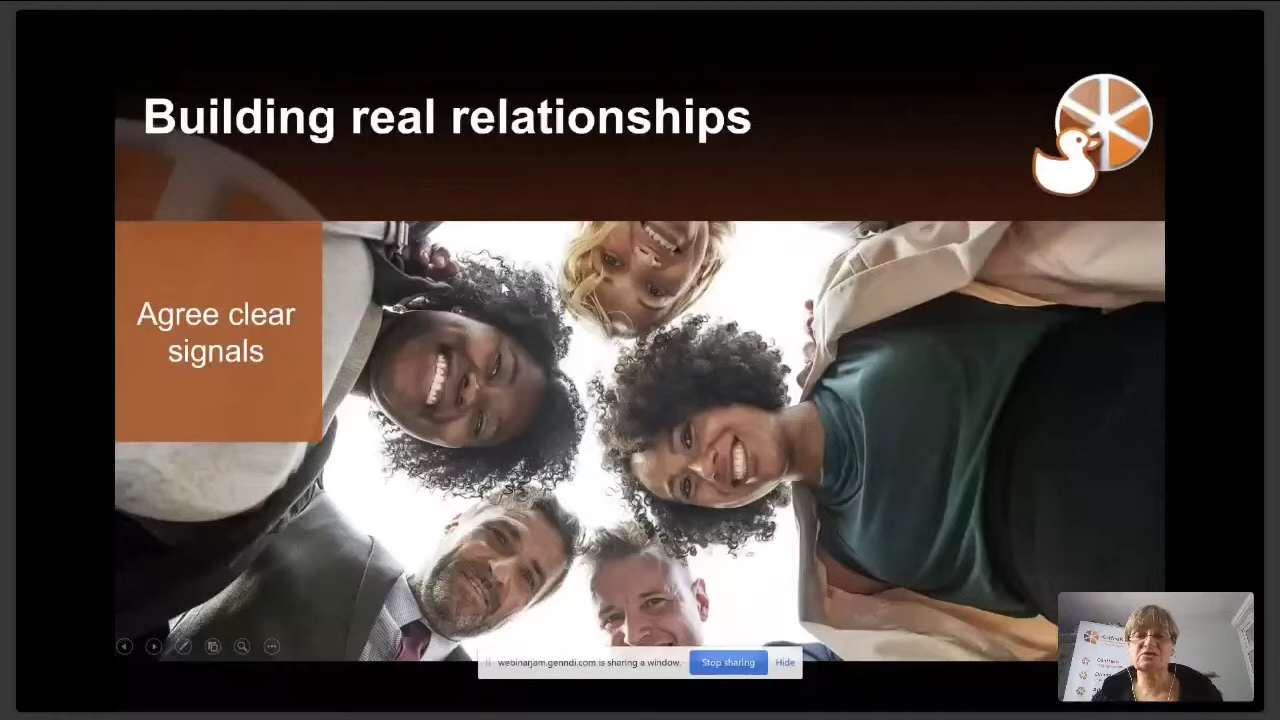 Building real relationships
Agree clear
signals
webinarjam.genndi.com is sharing a window.
Stop sharing
Hide